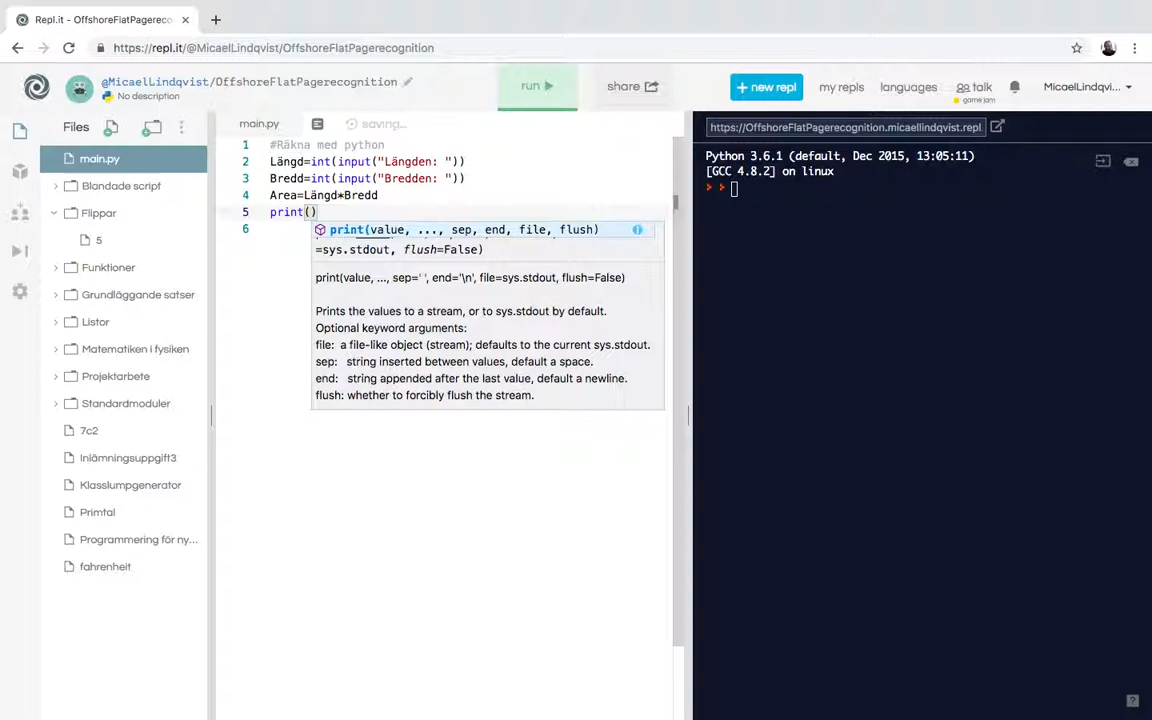 Repl.it - OffshoreFlatPagereco
https://repl.it/@MicaelLindqvist/OffshoreFlatPagerecognition
@MicaelLindqvist/OffshoreFlatPagerecognition
No description
run
share
+ new repl
my repls
languages
talk
game jam
MicaelLindqvi...
Files
main.py
Blandade script
Flippar
5
Funktioner
Grundläggande satser
Listor
Matematiken i fysiken
Projektarbete
Standardmoduler
7c2
Inlämningsuppgift3
Klasslumpgenerator
Primtal
Programmering för ny...
fahrenheit
main.py
saving...
1 #Räkna med python
2 Längd=int(input("Längden: "))
3 Bredd=int(input("Bredden: "))
4 Area=Längd*Bredd
5 print()
6
print(value, ..., sep, end, file, flush)
=sys.stdout, flush=False)
print(value, ..., sep=' ', end='\n', file=sys.stdout, flush=False)
Prints the values to a stream, or to sys.stdout by default.
Optional keyword arguments:
file: a file-like object (stream); defaults to the current sys.stdout.
sep: string inserted between values, default a space.
end: string appended after the last value, default a newline.
flush: whether to forcibly flush the stream.
https://OffshoreFlatPagerecognition.micaellindqvist.repl
Python 3.6.1 (default, Dec 2015, 13:05:11)
[GCC 4.8.2] on linux